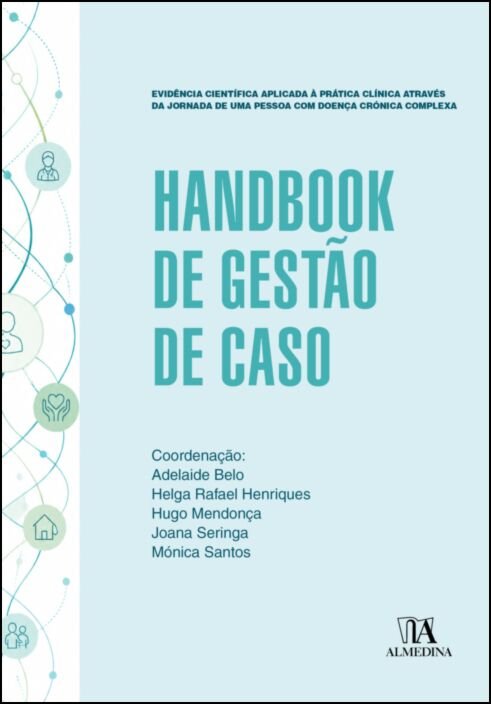 EVIDÊNCIA CIENTÍFICA APLICADA À PRÁTICA CLÍNICA ATRAVÉS
DA JORNADA DE UMA PESSOA COM DOENÇA CRÓNICA COMPLEXA
HANDBOOK
DE GESTÃO
DE CASO
Coordenação:
Adelaide Belo
Helga Rafael Henriques
Hugo Mendonça
Joana Seringa
Mónica Santos
ALMEDINA